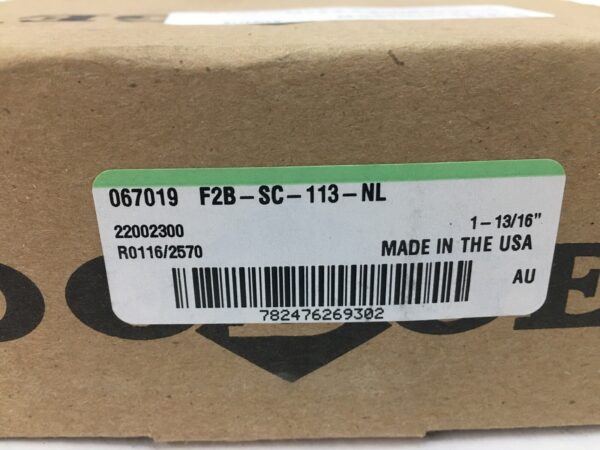 067019 F2B-SC-113-NL
22002300
1-13/16"
R0116/2570
MADE IN THE USA
AU
782476269302